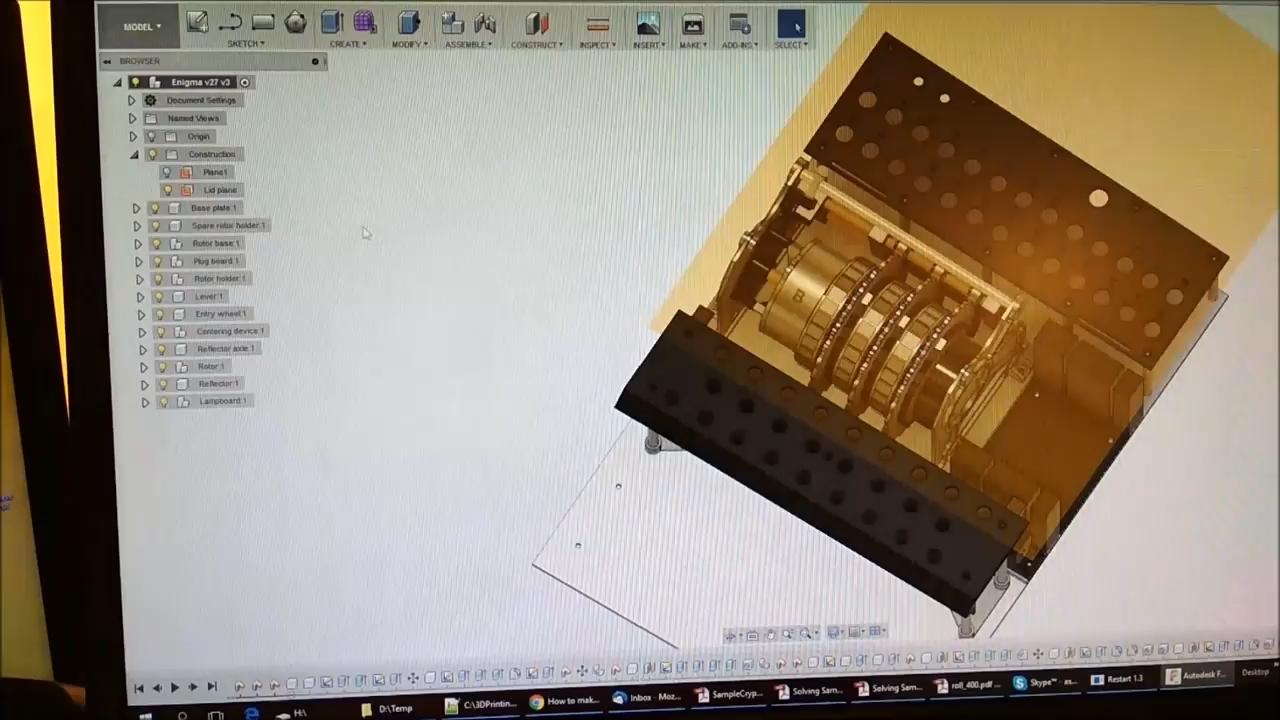 MODEL
SKETCH
CREATE
MODIFY
ASSEMBLE
CONSTRUCT
INSPECT
INSERT
MAKE
ADD-INS
SELECT
BROWSER
Enigma v27 v3
Document Settings
Named Views
Origin
Construction
Plane1
Lid plane
Base plate:1
Spare rotor holder:1
Rotor base:1
Plug board:1
Rotor holder:1
Lever:1
Entry wheel:1
Centering device:1
Reflector axle:1
Rotor:1
Reflector:1
Lampboard:1
B
H:\
D:\Temp
C:\3DPrintin...
How to mak...
Inbox - Moz...
SampleCryp...
Solving Sam...
Solving Sam...
roll_400.pdf ...
Skype™ - as...
Restart 1.3
Autodesk F...
Desktop